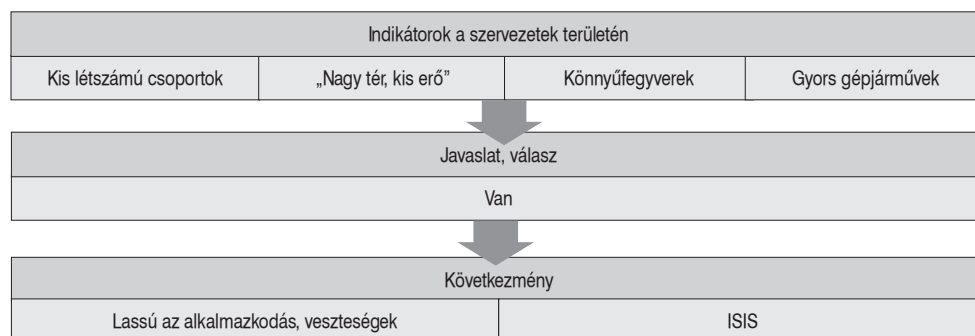 Indikátorok a szervezetek területén
Kis létszámú csoportok „Nagy tér, kis erő” Könnyűfegyverek Gyors gépjárművek
Javaslat, válasz
Van
Következmény
Lassú az alkalmazkodás, veszteségek ISIS